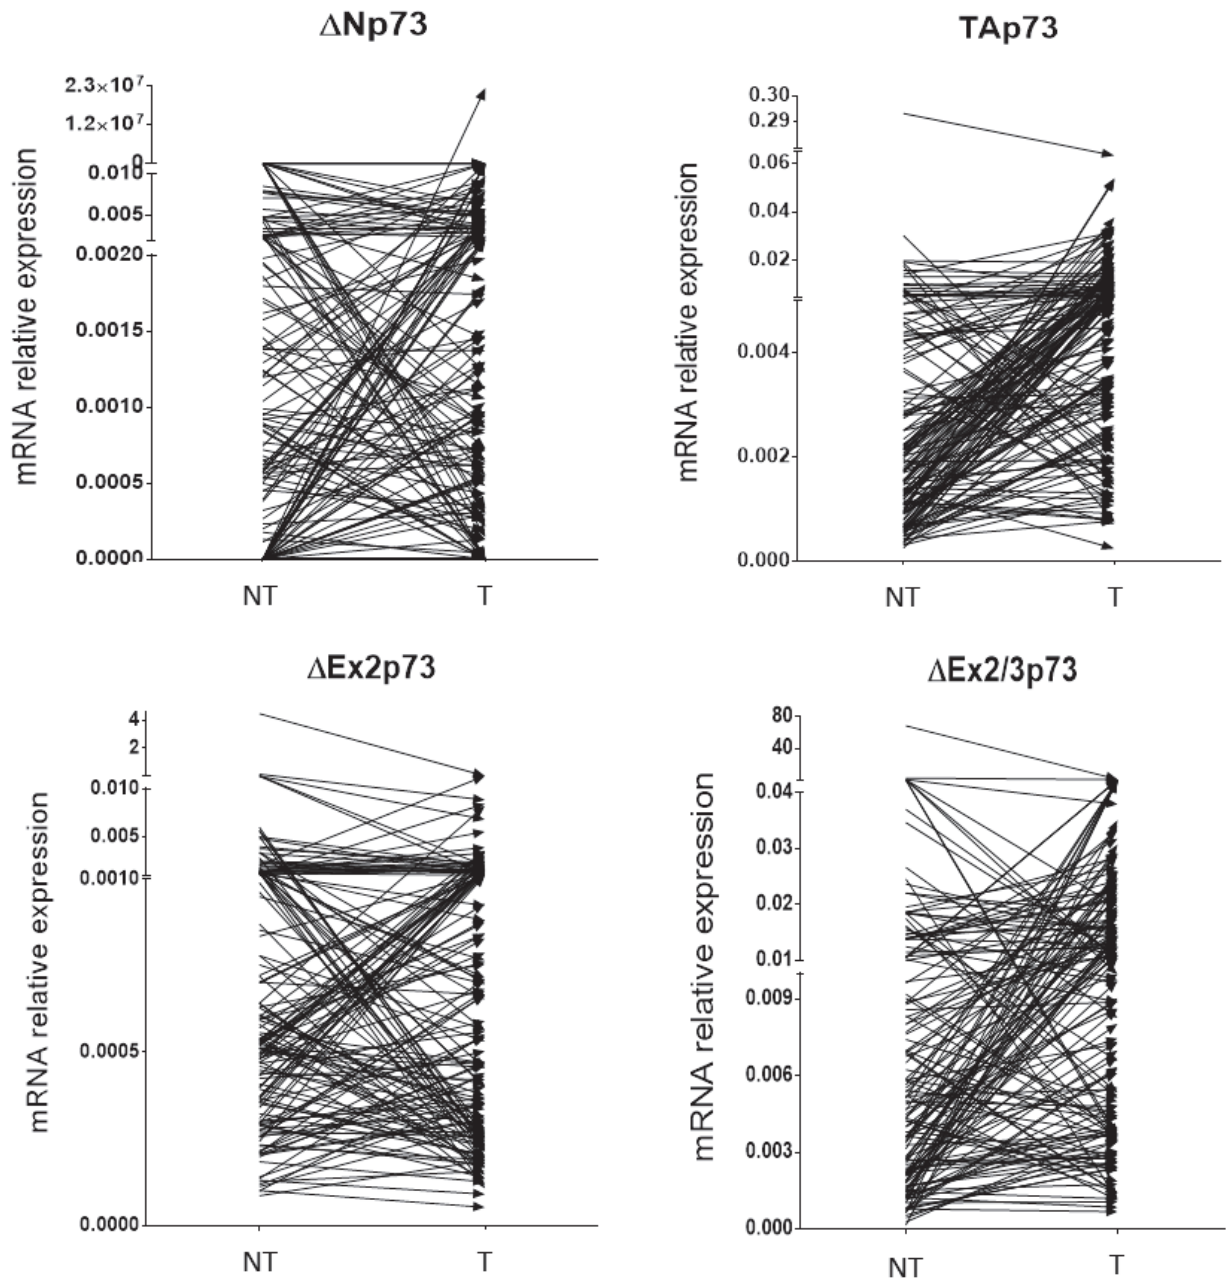 ΔNp73
TAp73
mRNA relative expression
2.3×10⁷
1.2×10⁷
0
0.010
0.005
0.0020
0.0015
0.0010
0.0005
0.0000
NT
T
mRNA relative expression
0.30
0.29
0.06
0.04
0.02
0.004
0.002
0.000
NT
T
ΔEx2p73
ΔEx2/3p73
mRNA relative expression
4
2
0.010
0.005
0.0010
0.0005
0.0000
NT
T
mRNA relative expression
80
40
0.04
0.03
0.02
0.01
0.009
0.006
0.003
0.000
NT
T